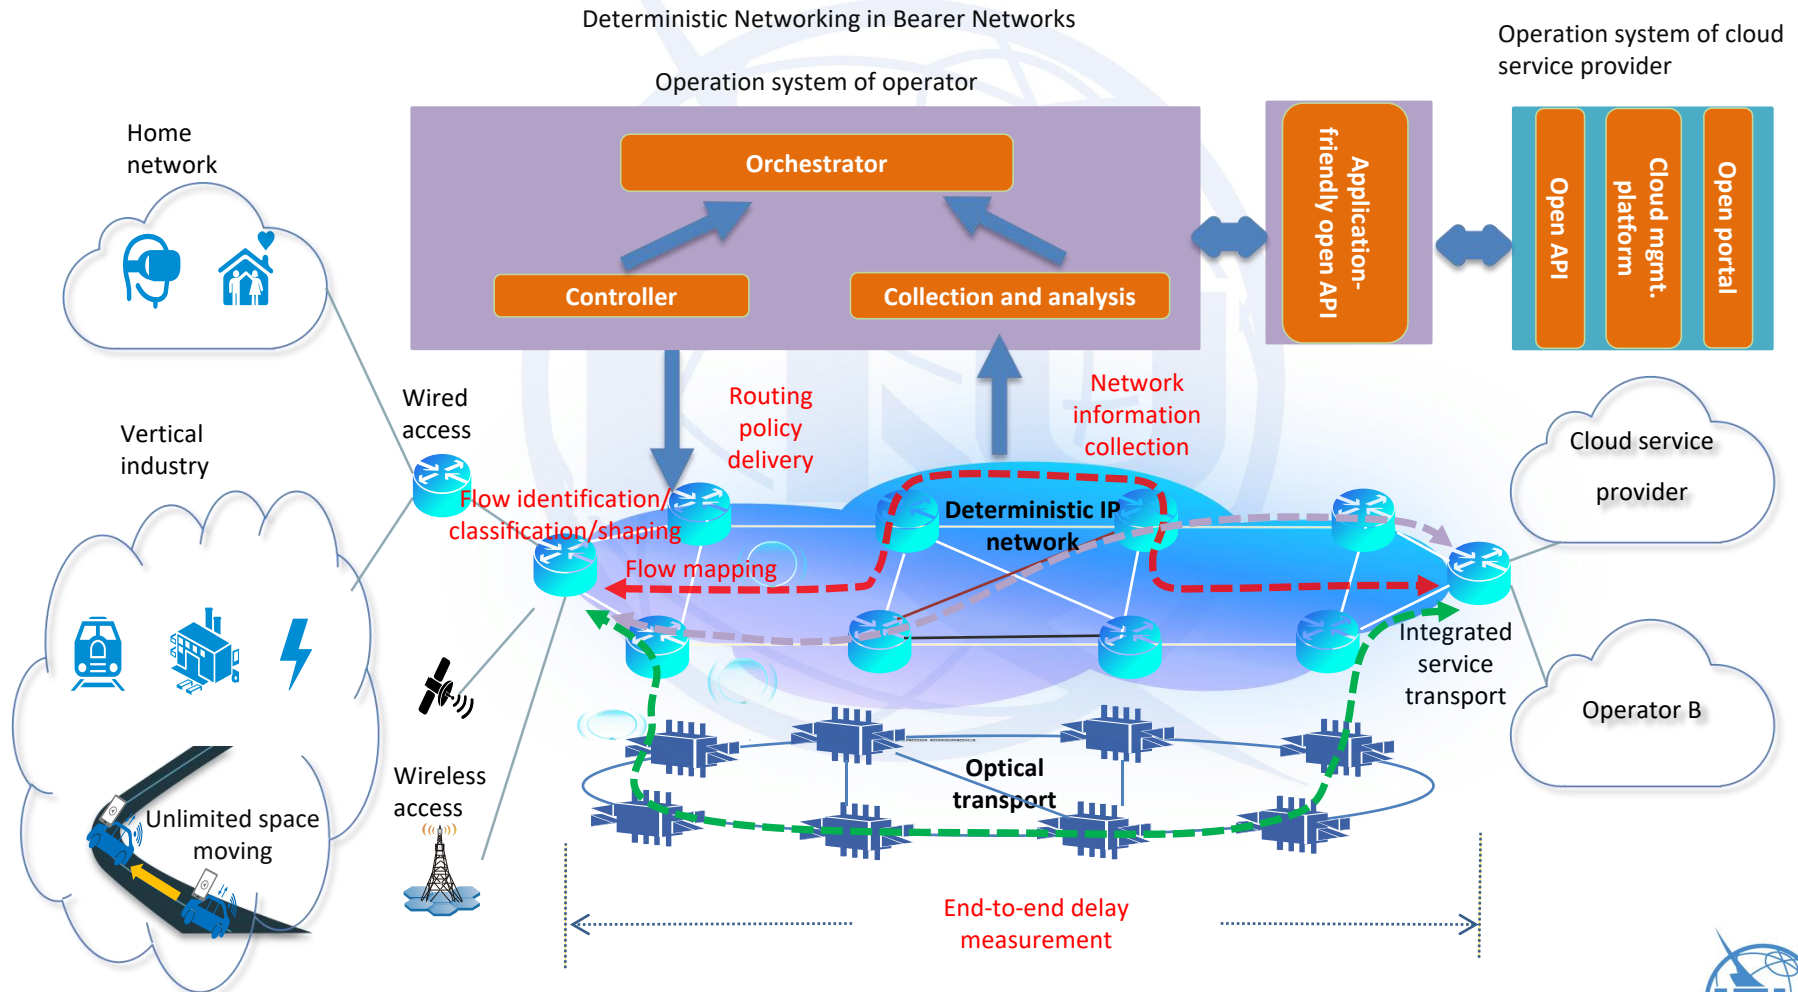 Deterministic Networking in Bearer Networks
Operation system of cloud
service provider
Operation system of operator
Home
network
Orchestrator
Controller
Collection and analysis
Application-
friendly open API
Open API
Cloud mgmt.
platform
Open portal
Wired
access
Vertical
industry
Routing
policy
delivery
Network
information
collection
Cloud service
provider
Flow identification/
classification/shaping
Flow mapping
Deterministic IP
network
Integrated
service
transport
Operator B
Wireless
access
Optical
transport
Unlimited space
moving
End-to-end delay
measurement